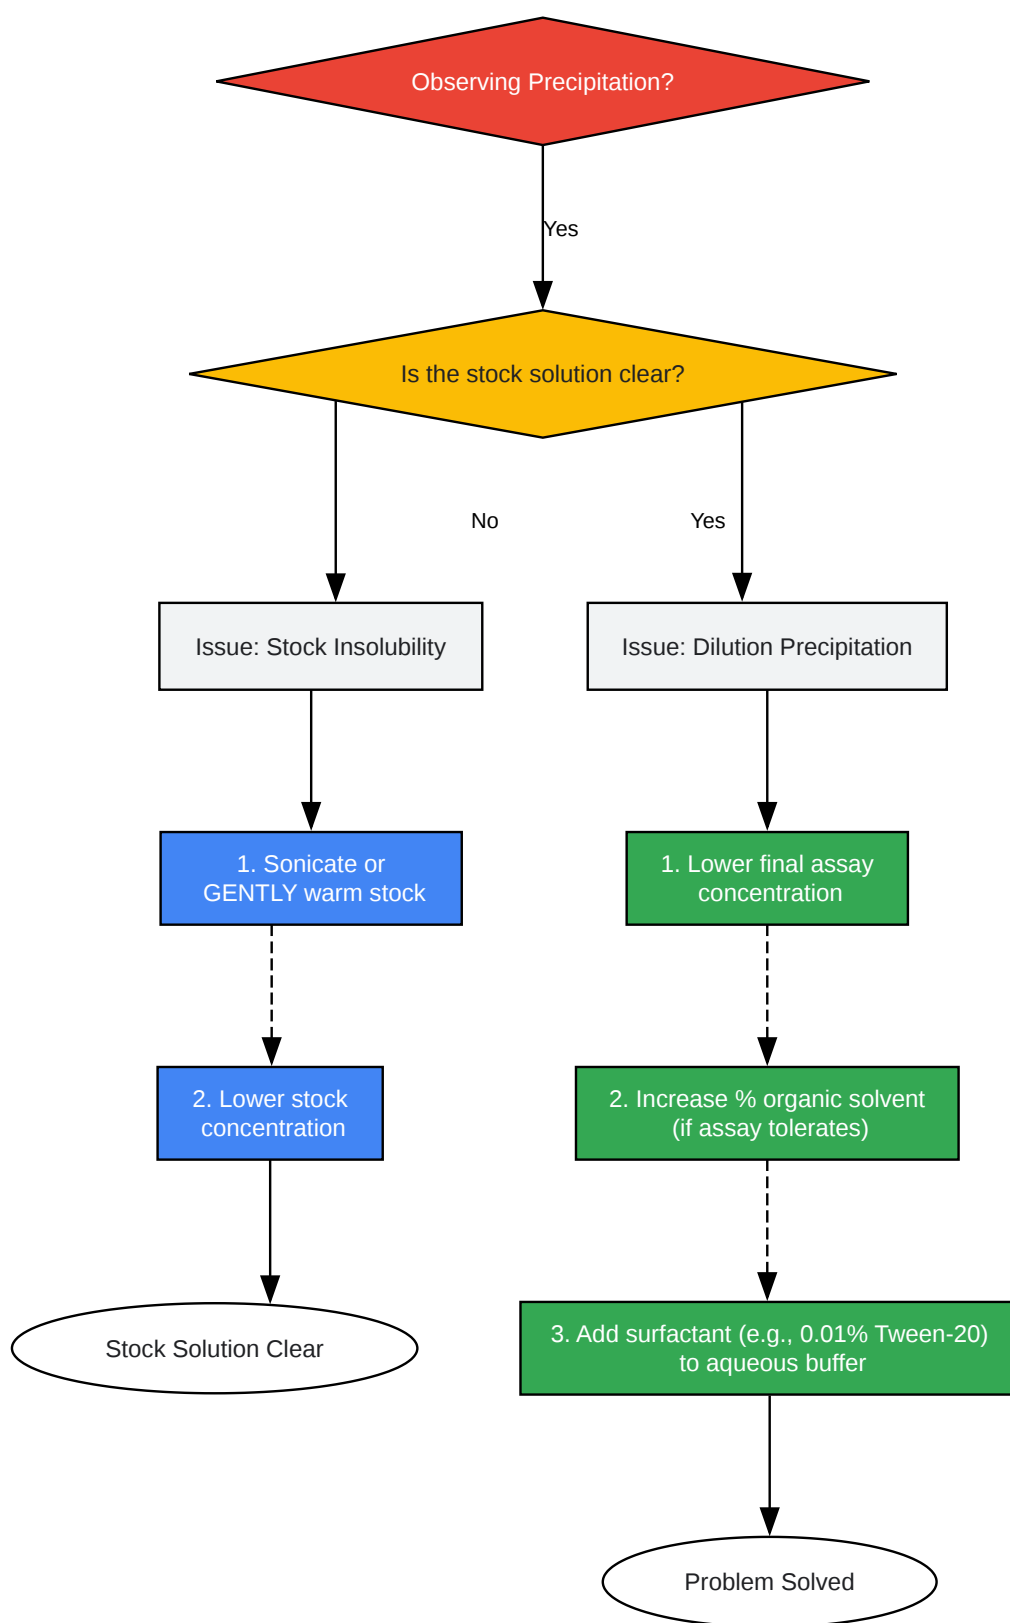 Observing Precipitation?
Yes
Is the stock solution clear?
No
Yes
Issue: Stock Insolubility
Issue: Dilution Precipitation
1. Sonicate or
GENTLY warm stock
1. Lower final assay
concentration
2. Lower stock
concentration
2. Increase % organic solvent
(if assay tolerates)
3. Add surfactant (e.g., 0.01% Tween-20)
to aqueous buffer
Stock Solution Clear
Problem Solved